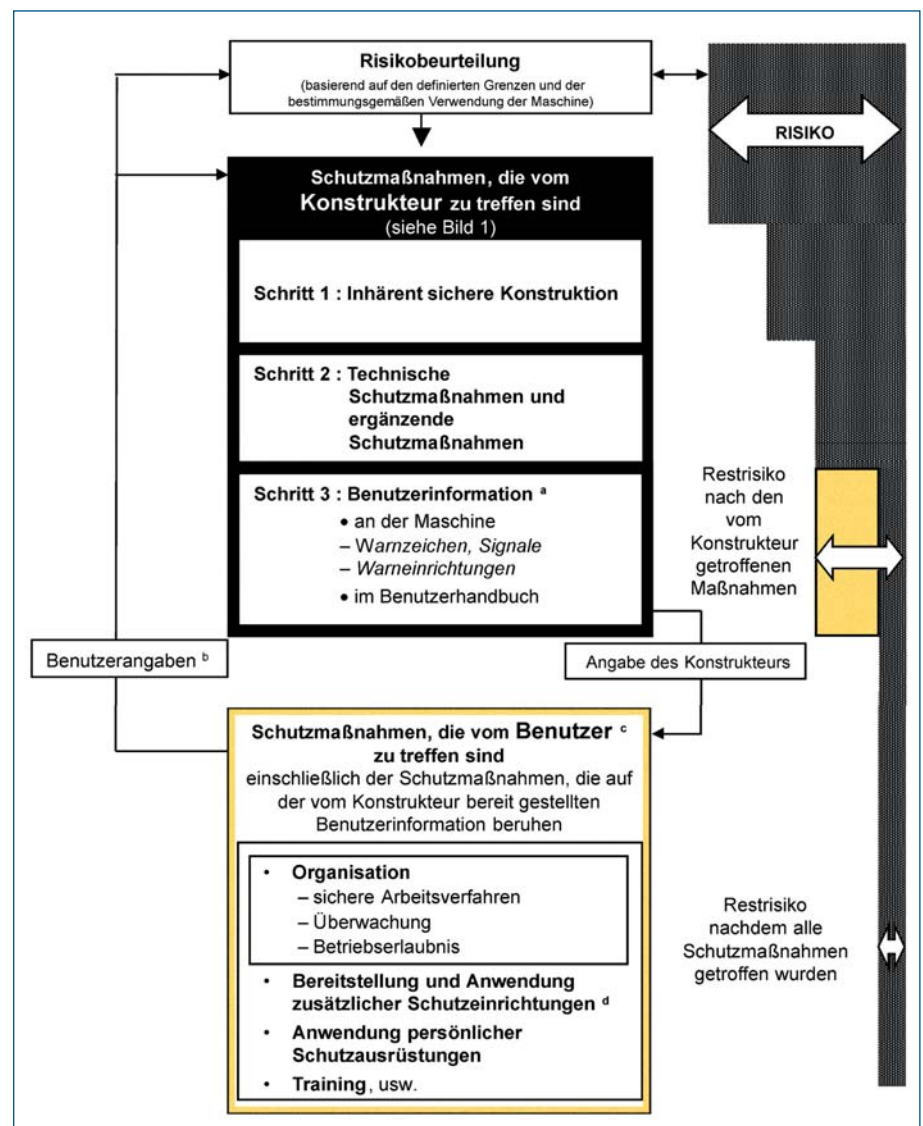 Risikobeurteilung
(basierend auf den definierten Grenzen und der
bestimmungsgemäßen Verwendung der Maschine)
RISIKO
Schutzmaßnahmen, die vom
Konstrukteur zu treffen sind
(siehe Bild 1)
Schritt 1 : Inhärent sichere Konstruktion
Schritt 2 : Technische
Schutzmaßnahmen und
ergänzende
Schutzmaßnahmen
Schritt 3 : Benutzerinformation ᵃ
• an der Maschine
– Warnzeichen, Signale
– Warneinrichtungen
• im Benutzerhandbuch
Restrisiko
nach den
vom
Konstrukteur
getroffenen
Maßnahmen
Benutzerangaben ᵇ
Angabe des Konstrukteurs
Schutzmaßnahmen, die vom Benutzer ᶜ
zu treffen sind
einschließlich der Schutzmaßnahmen, die auf
der vom Konstrukteur bereit gestellten
Benutzerinformation beruhen
• Organisation
– sichere Arbeitsverfahren
– Überwachung
– Betriebserlaubnis
• Bereitstellung und Anwendung
zusätzlicher Schutzeinrichtungen ᵈ
• Anwendung persönlicher
Schutzausrüstungen
• Training, usw.
Restrisiko
nachdem alle
Schutzmaßnahmen
getroffen wurden